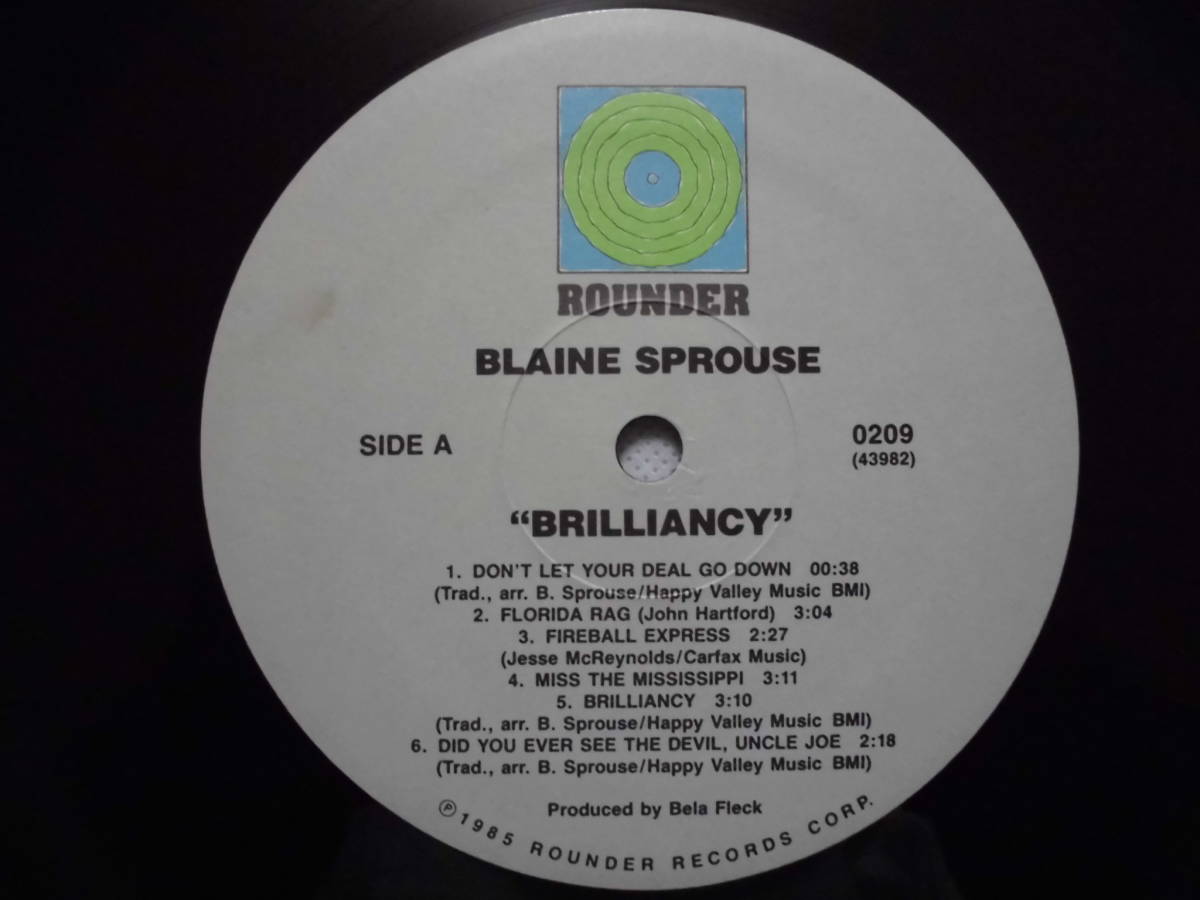 ROUNDER
BLAINE SPROUSE
SIDE A
0209
(43982)
“BRILLIANCY”
1. DON'T LET YOUR DEAL GO DOWN 00:38
(Trad., arr. B. Sprouse/Happy Valley Music BMI)
2. FLORIDA RAG (John Hartford) 3:04
3. FIREBALL EXPRESS 2:27
(Jesse McReynolds/Carfax Music)
4. MISS THE MISSISSIPPI 3:11
5. BRILLIANCY 3:10
(Trad., arr. B. Sprouse/Happy Valley Music BMI)
6. DID YOU EVER SEE THE DEVIL, UNCLE JOE 2:18
(Trad., arr. B. Sprouse/Happy Valley Music BMI)
Produced by Bela Fleck
℗ 1985 ROUNDER RECORDS CORP.